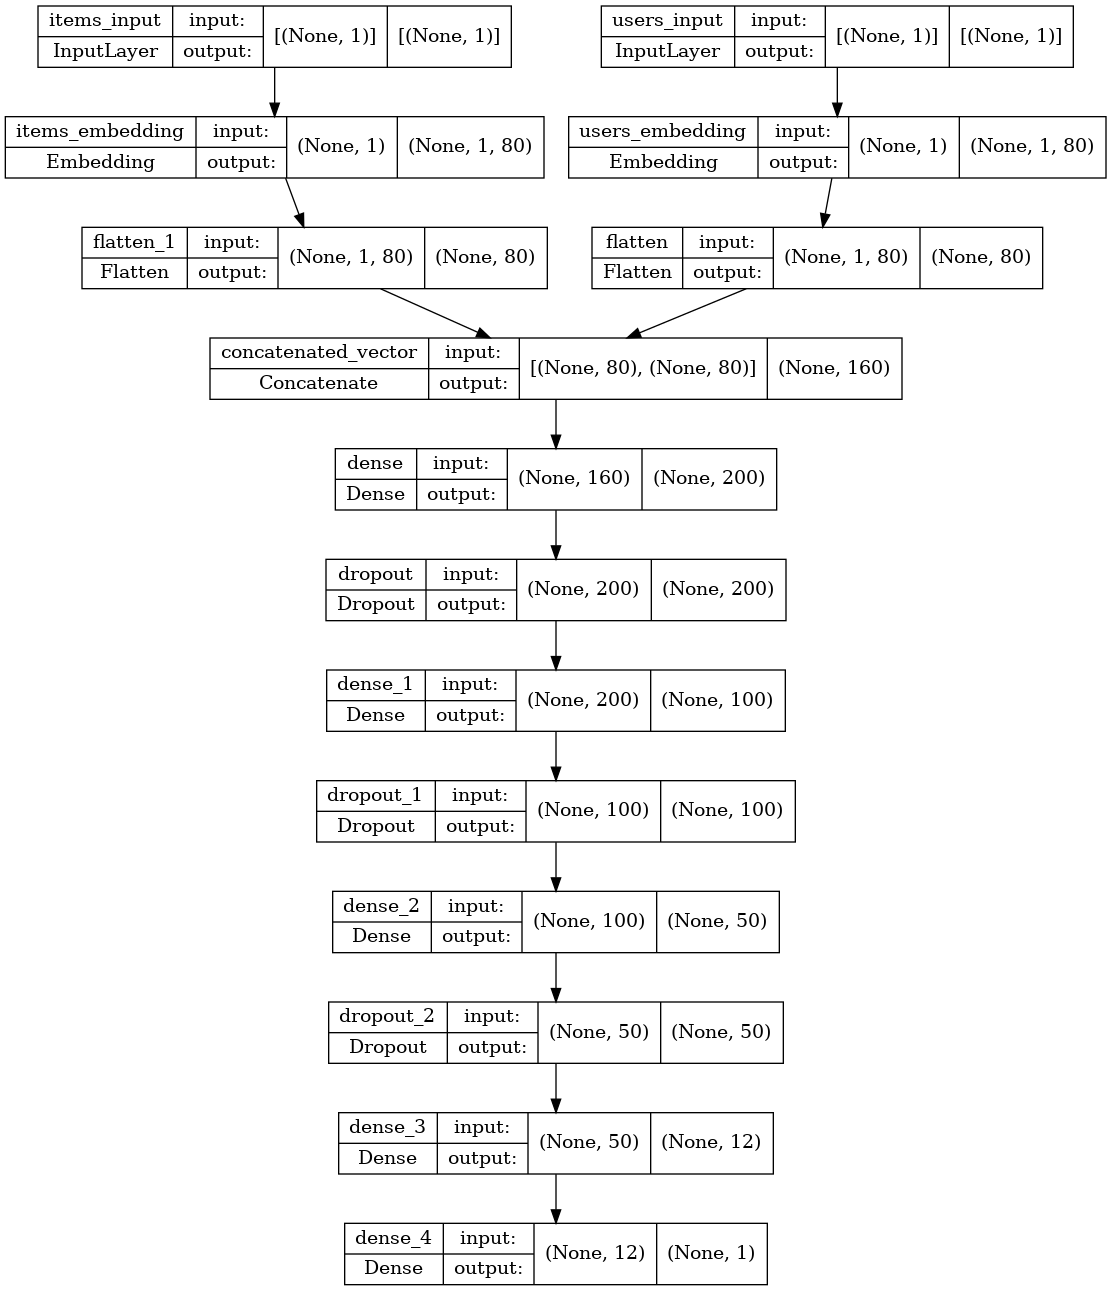 items_input input: [(None, 1)] [(None, 1)]
InputLayer output:
users_input input: [(None, 1)] [(None, 1)]
InputLayer output:
items_embedding input: (None, 1) (None, 1, 80)
Embedding output:
users_embedding input: (None, 1) (None, 1, 80)
Embedding output:
flatten_1 input: (None, 1, 80) (None, 80)
Flatten output:
flatten input: (None, 1, 80) (None, 80)
Flatten output:
concatenated_vector input: [(None, 80), (None, 80)] (None, 160)
Concatenate output:
dense input: (None, 160) (None, 200)
Dense output:
dropout input: (None, 200) (None, 200)
Dropout output:
dense_1 input: (None, 200) (None, 100)
Dense output:
dropout_1 input: (None, 100) (None, 100)
Dropout output:
dense_2 input: (None, 100) (None, 50)
Dense output:
dropout_2 input: (None, 50) (None, 50)
Dropout output:
dense_3 input: (None, 50) (None, 12)
Dense output:
dense_4 input: (None, 12) (None, 1)
Dense output: